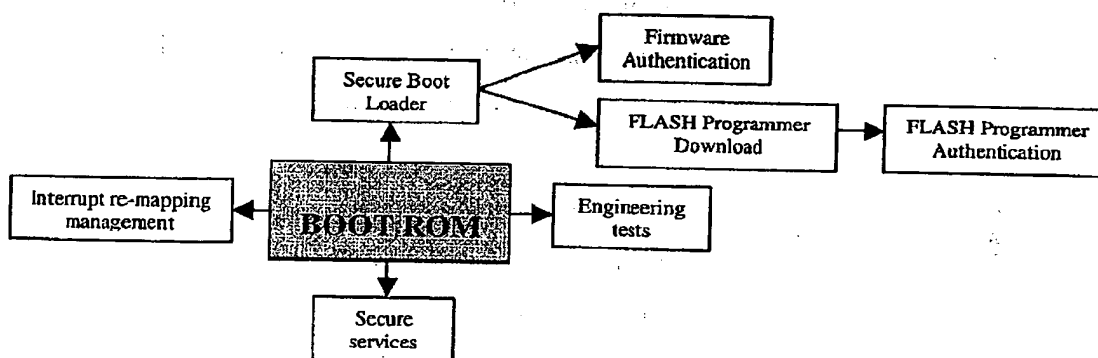 Firmware
Authentication
Secure Boot
Loader
FLASH Programmer
Download
FLASH Programmer
Authentication
Interrupt re-mapping
management
BOOT ROM
Engineering
tests
Secure
services